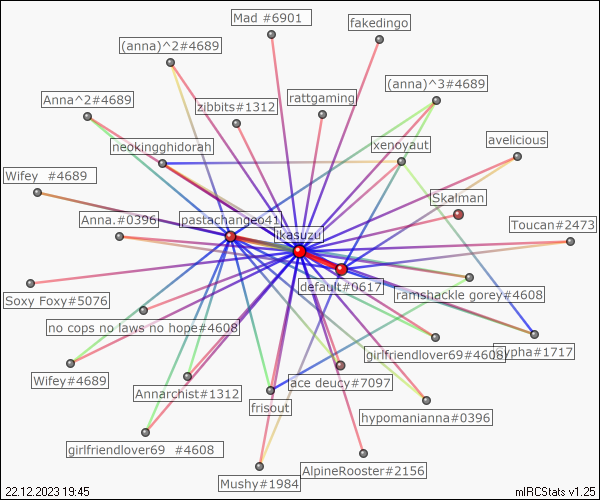 Mad #6901
fakedingo
(anna)^2#4689
(anna)^3#4689
Anna^2#4689
zibbits#1312
rattgaming
neokingghidorah
xenoyaut
avelicious
Wifey #4689
Skalman
Anna.#0396
pastachangeo41
ikasuzu
Toucan#2473
default#0617
ramshackle gorey#4608
Soxy Foxy#5076
no cops no laws no hope#4608
girlfriendlover69#4608
#1717
Wifey#4689
Annarchist#1312
ace deucy#7097
frisout
hypomanianna#0396
girlfriendlover69 #4608
Mushy#1984
AlpineRooster#2156
22.12.2023 19:45
mIRCStats v1.25